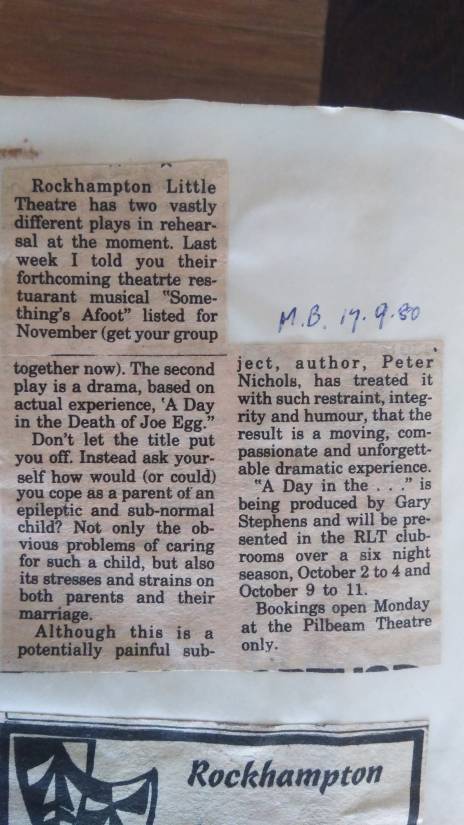 Rockhampton Little
Theatre has two vastly
different plays in rehear-
sal at the moment. Last
week I told you their
forthcoming theatrte res-
tuarant musical "Some-
thing's Afoot" listed for
November (get your group
together now). The second
play is a drama, based on
actual experience, 'A Day
in the Death of Joe Egg."
Don't let the title put
you off. Instead ask your-
self how would (or could)
you cope as a parent of an
epileptic and sub-normal
child? Not only the ob-
vious problems of caring
for such a child, but also
its stresses and strains on
both parents and their
marriage.
Although this is a
potentially painful sub-
M.B. 17.9.80
ject, author, Peter
Nichols, has treated it
with such restraint, integ-
rity and humour, that the
result is a moving, com-
passionate and unforgett-
able dramatic experience.
"A Day in the . . ." is
being produced by Gary
Stephens and will be pre-
sented in the RLT club-
rooms over a six night
season, October 2 to 4 and
October 9 to 11.
Bookings open Monday
at the Pilbeam Theatre
only.
Rockhampton